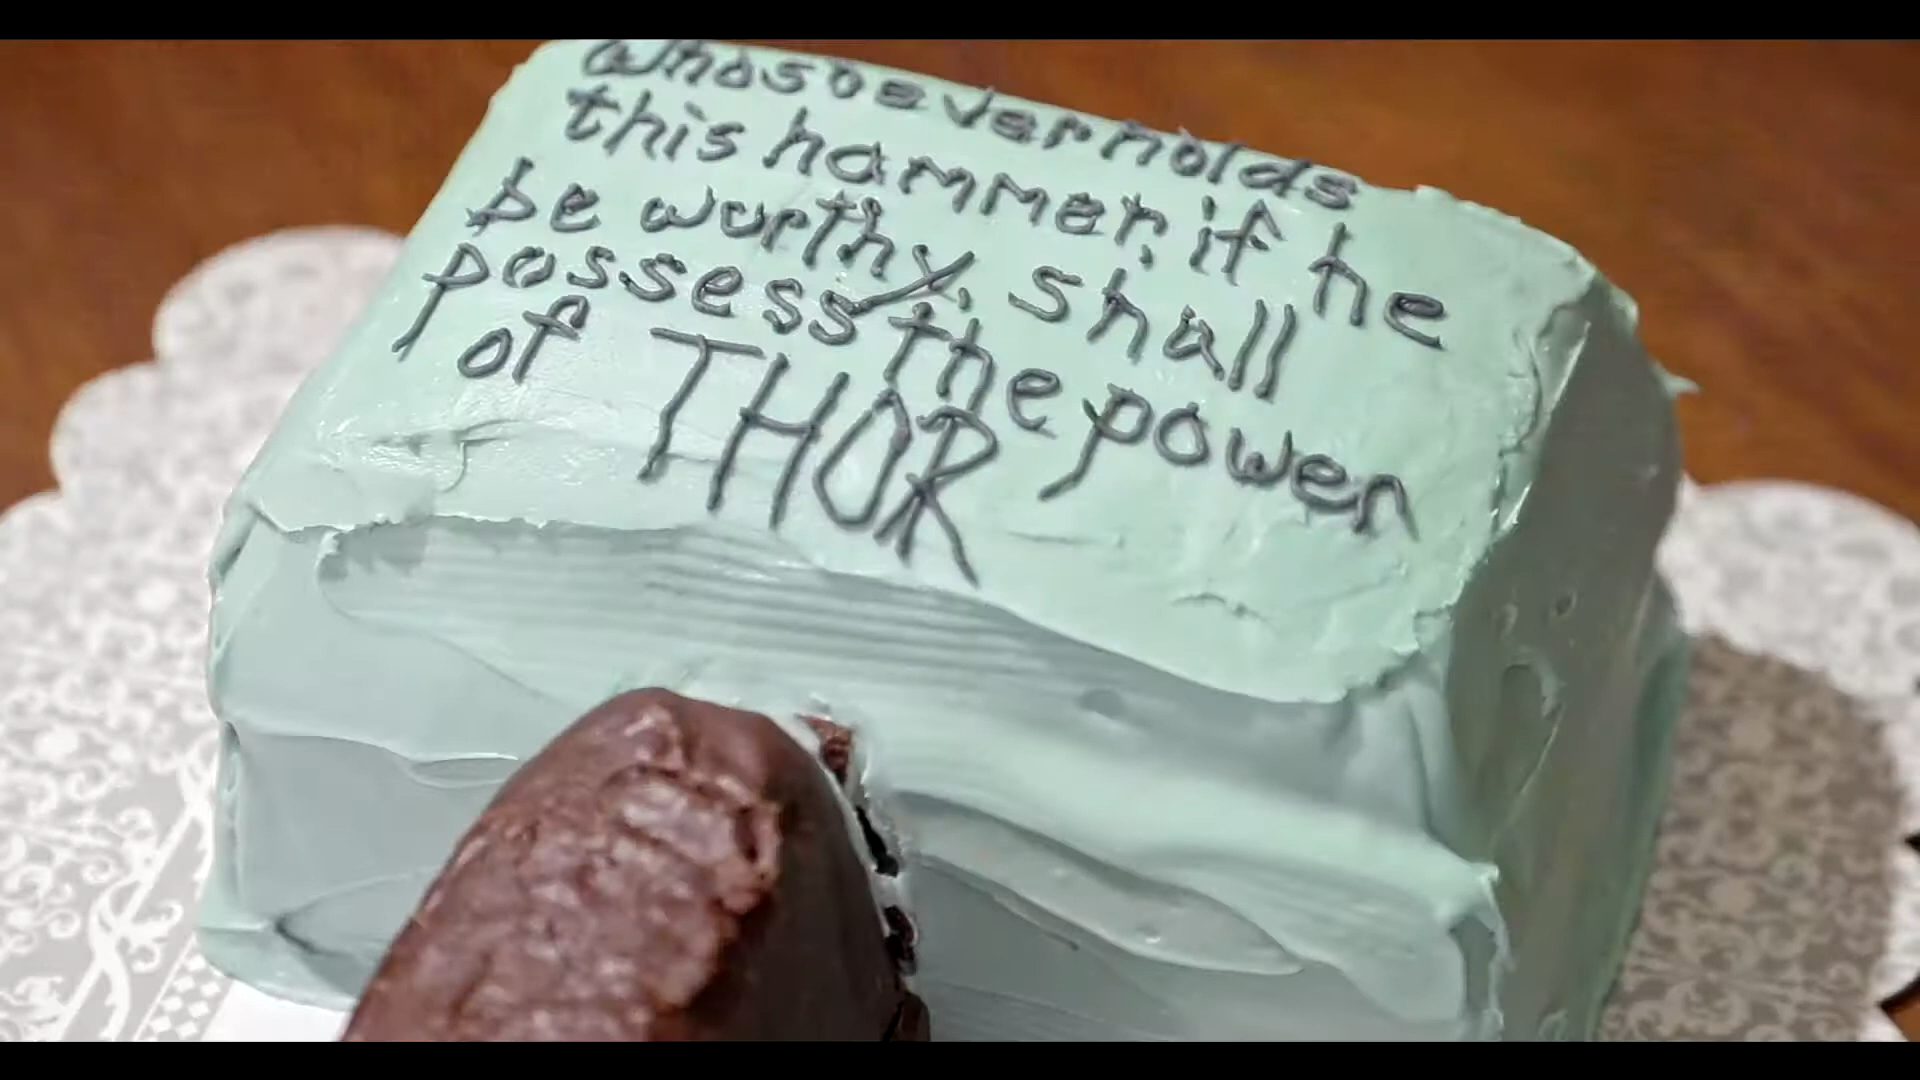 whosoever holds
this hammer, if he
be worthy, shall
possess the power
of THOR